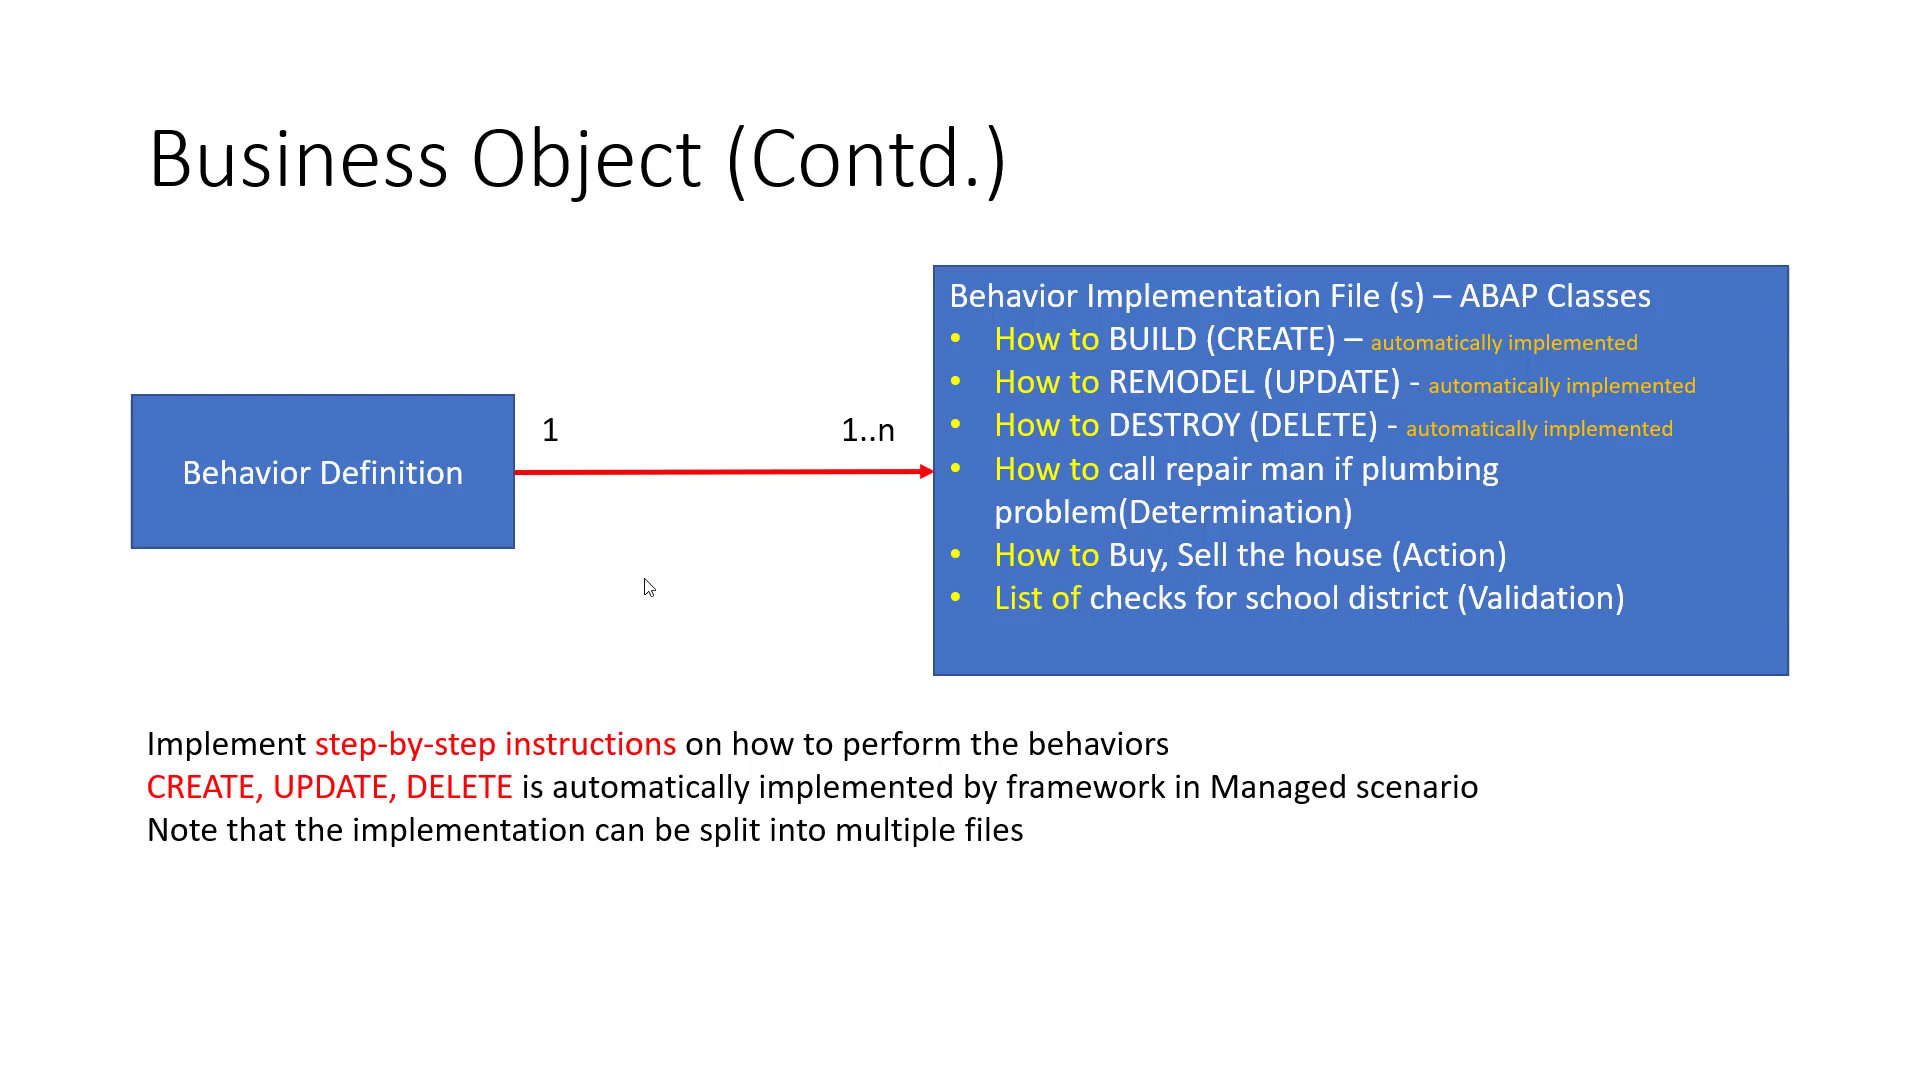 Business Object (Contd.)
Behavior Implementation File (s) – ABAP Classes
• How to BUILD (CREATE) – automatically implemented
• How to REMODEL (UPDATE) - automatically implemented
• How to DESTROY (DELETE) - automatically implemented
• How to call repair man if plumbing
problem(Determination)
• How to Buy, Sell the house (Action)
• List of checks for school district (Validation)
Behavior Definition
1
1..n
Implement step-by-step instructions on how to perform the behaviors
CREATE, UPDATE, DELETE is automatically implemented by framework in Managed scenario
Note that the implementation can be split into multiple files